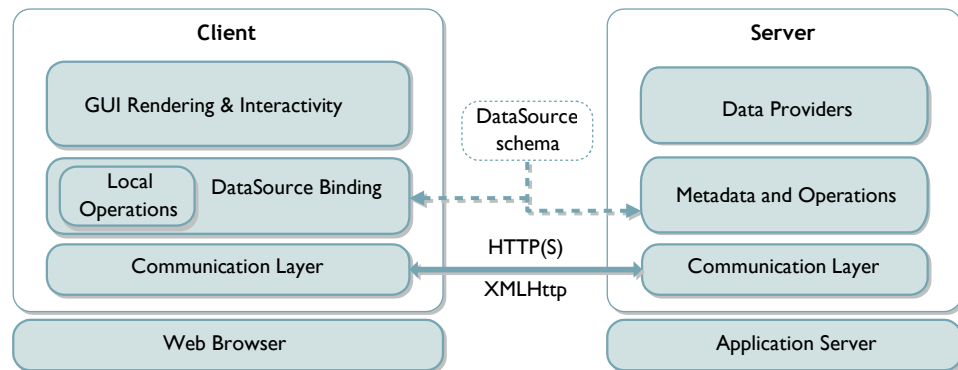 Client
Server
GUI Rendering & Interactivity
Data Providers
DataSource
schema
Local
Operations
DataSource Binding
Metadata and Operations
HTTP(S)
Communication Layer
Communication Layer
XMLHttp
Web Browser
Application Server